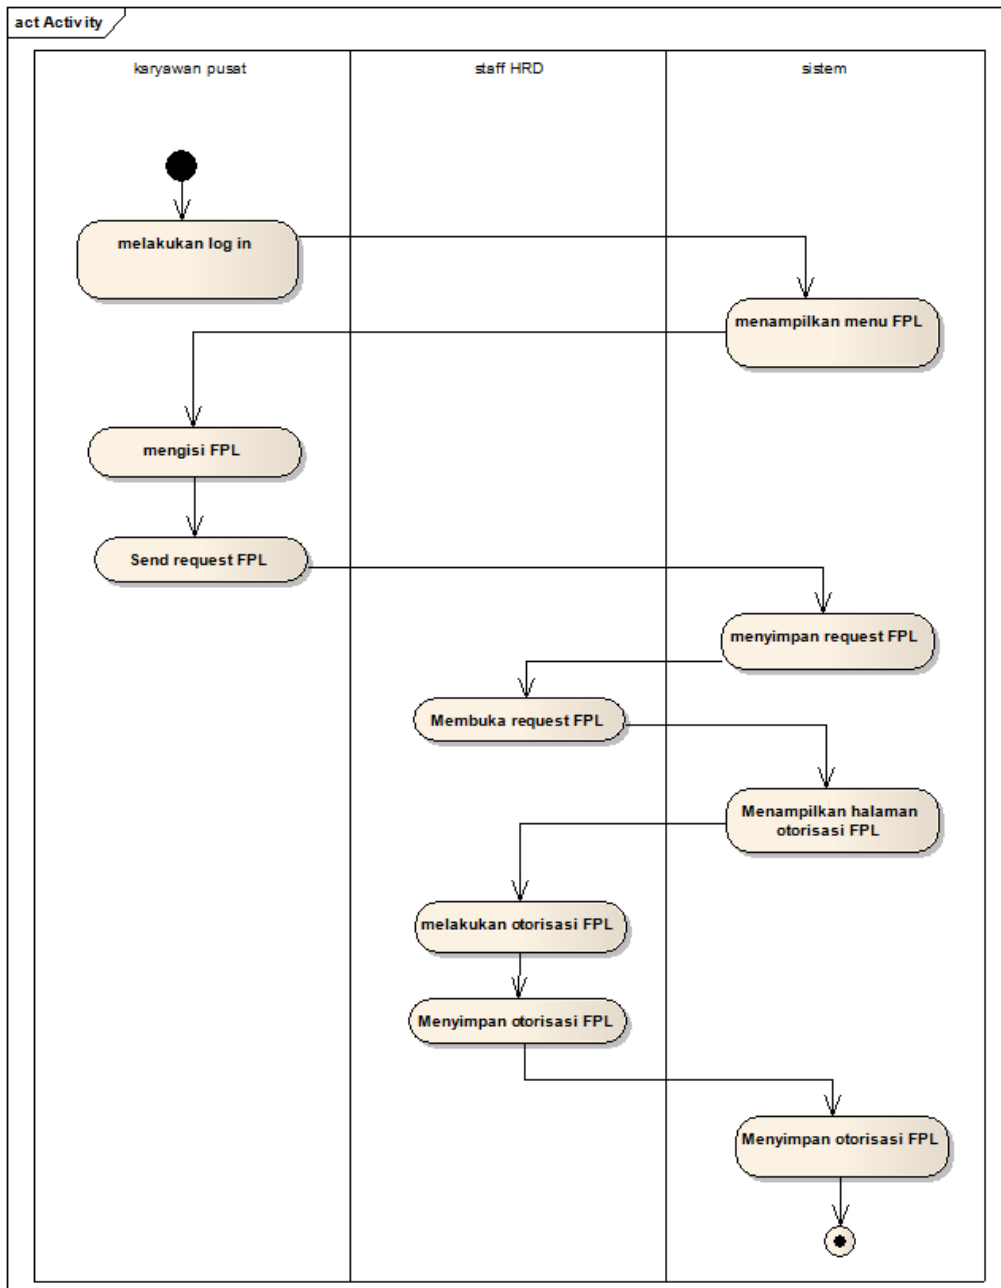 act Activity
karyawan pusat
staff HRD
sistem
melakukan log in
menampilkan menu FPL
mengisi FPL
Send request FPL
menyimpan request FPL
Membuka request FPL
Menampilkan halaman
otorisasi FPL
melakukan otorisasi FPL
Menyimpan otorisasi FPL
Menyimpan otorisasi FPL